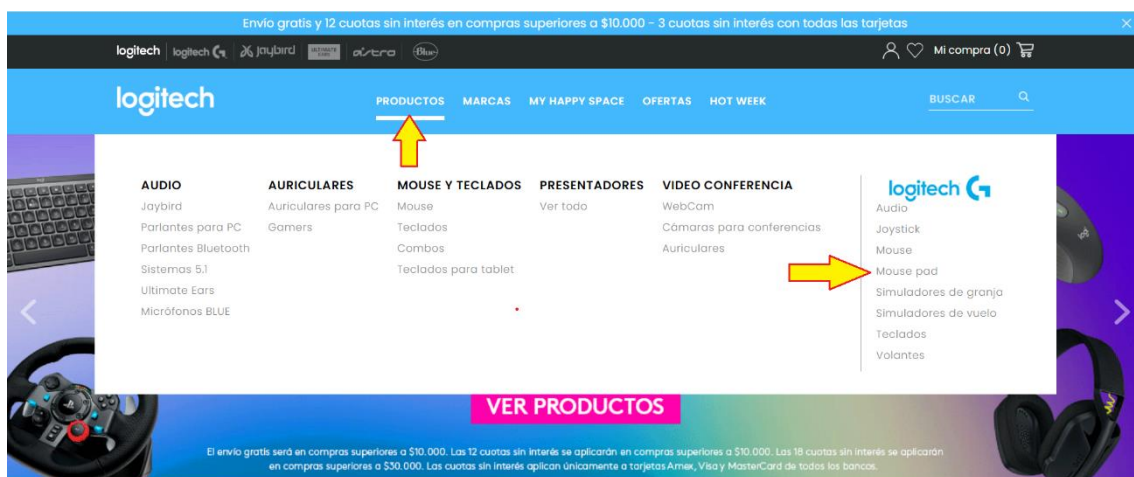 Envío gratis y 12 cuotas sin interés en compras superiores a $10.000 - 3 cuotas sin interés con todas las tarjetas
logitech logitech G Jaybird ULTIMATE EARS ASTRO Blue Mi compra (0)
logitech PRODUCTOS MARCAS MY HAPPY SPACE OFERTAS HOT WEEK BUSCAR
AUDIO
Jaybird
Parlantes para PC
Parlantes Bluetooth
Sistemas 5.1
Ultimate Ears
Micrófonos BLUE
AURICULARES
Auriculares para PC
Gamers
MOUSE Y TECLADOS
Mouse
Teclados
Combos
Teclados para tablet
PRESENTADORES
Ver todo
VIDEO CONFERENCIA
WebCam
Cámaras para conferencias
Auriculares
logitech G
Audio
Joystick
Mouse
Mouse pad
Simuladores de granja
Simuladores de vuelo
Teclados
Volantes
VER PRODUCTOS
El envío gratis será en compras superiores a $10.000. Las 12 cuotas sin interés se aplicarán en compras superiores a $10.000. Las 18 cuotas sin interés se aplicarán
en compras superiores a $30.000. Las cuotas sin interés aplican únicamente a tarjetas Amex, Visa y MasterCard de todos los bancos.